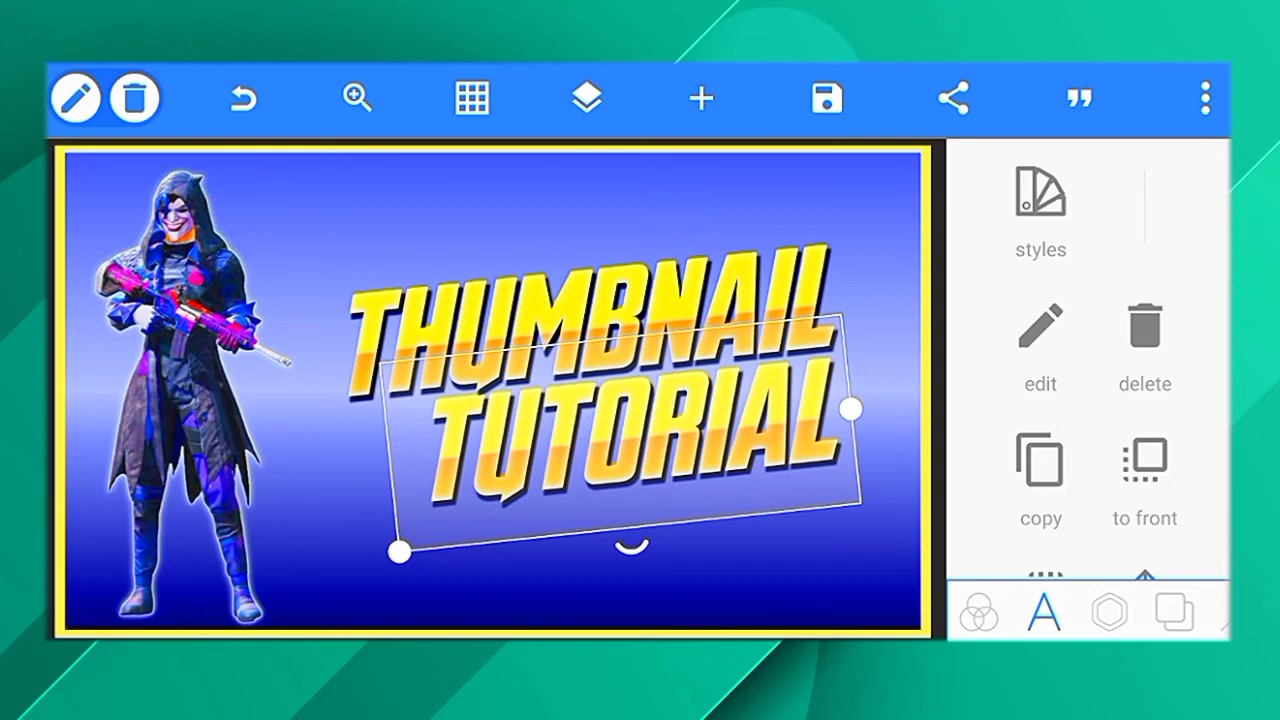 styles
THUMBNAIL
TUTORIAL
edit
delete
copy
to front